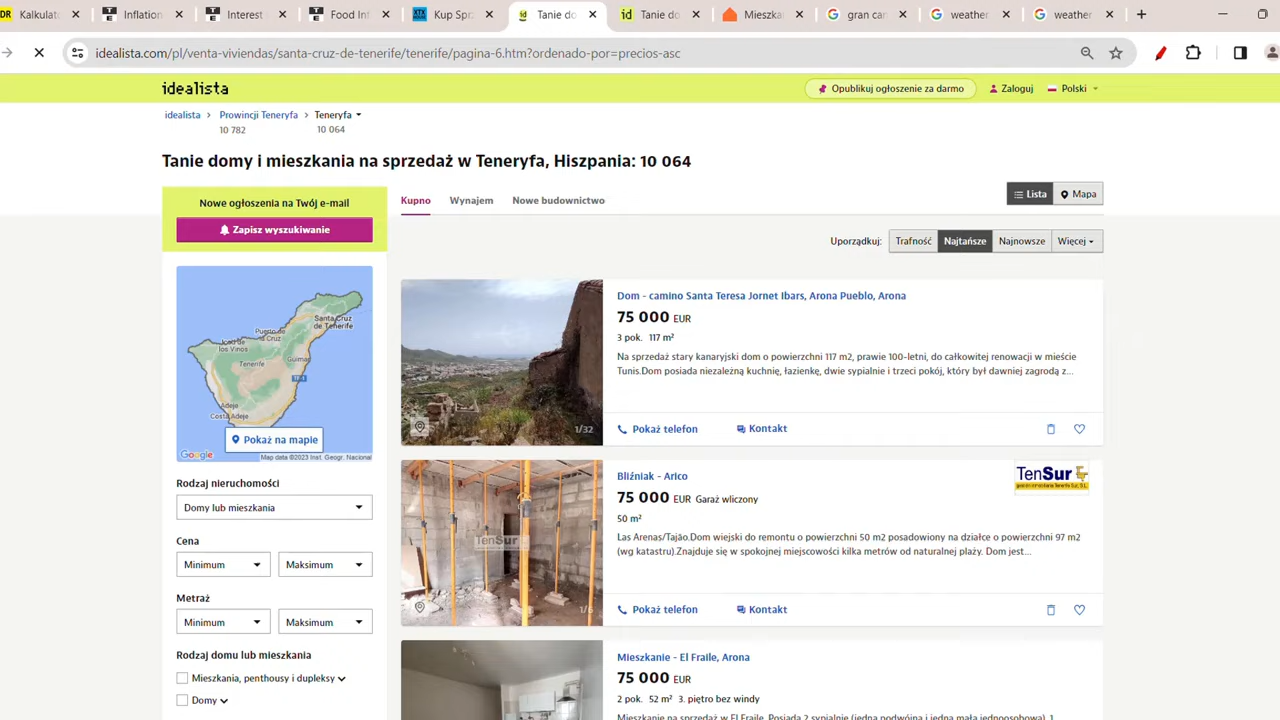 Kalkulato
Inflation
Interest
Food Inf
Kup Sprz
Tanie do
Tanie do
Mieszka
gran can
weather
weather
idealista.com/pl/venta-viviendas/santa-cruz-de-tenerife/tenerife/pagina-6.htm?ordenado-por=precios-asc
idealista
Opublikuj ogłoszenie za darmo
Zaloguj
Polski
idealista > Prowincji Teneryfa > Teneryfa
10 782 10 064
Tanie domy i mieszkania na sprzedaż w Teneryfa, Hiszpania: 10 064
Nowe ogłoszenia na Twój e-mail
Zapisz wyszukiwanie
Kupno Wynajem Nowe budownictwo
Lista Mapa
Uporządkuj: Trafność Najtańsze Najnowsze Więcej
Santa Cruz
de Tenerife
Puerto de
la Cruz
Icod de
los Vinos
Guimar
Tenerife
Adeje
Costa Adeje
Pokaż na mapie
Google
Map data ©2023 Inst. Geogr. Nacional
Rodzaj nieruchomości
Domy lub mieszkania
Cena
Minimum Maksimum
Metraż
Minimum Maksimum
Rodzaj domu lub mieszkania
Mieszkania, penthousy i dupleksy
Domy
Dom - camino Santa Teresa Jornet Ibars, Arona Pueblo, Arona
75 000 EUR
3 pok. 117 m²
Na sprzedaż stary kanaryjski dom o powierzchni 117 m2, prawie 100-letni, do całkowitej renowacji w mieście
Tunis.Dom posiada niezależną kuchnię, łazienkę, dwie sypialnie i trzeci pokój, który był dawniej zagrodą z...
1/32
Pokaż telefon Kontakt
Bliźniak - Arico
TenSur
75 000 EUR Garaż wliczony
50 m²
Las Arenas/Tajão.Dom wiejski do remontu o powierzchni 50 m2 posadowiony na działce o powierzchni 97 m2
(wg katastru).Znajduje się w spokojnej miejscowości kilka metrów od naturalnej plaży. Dom jest...
TenSur
1/6
Pokaż telefon Kontakt
Mieszkanie - El Fraile, Arona
75 000 EUR
2 pok. 52 m² 3. piętro bez windy
Mieszkanie na sprzedaż w El Fraile. Posiada 2 sypialnie (jedna podwójna i jedna mała jednoosobowa), 1